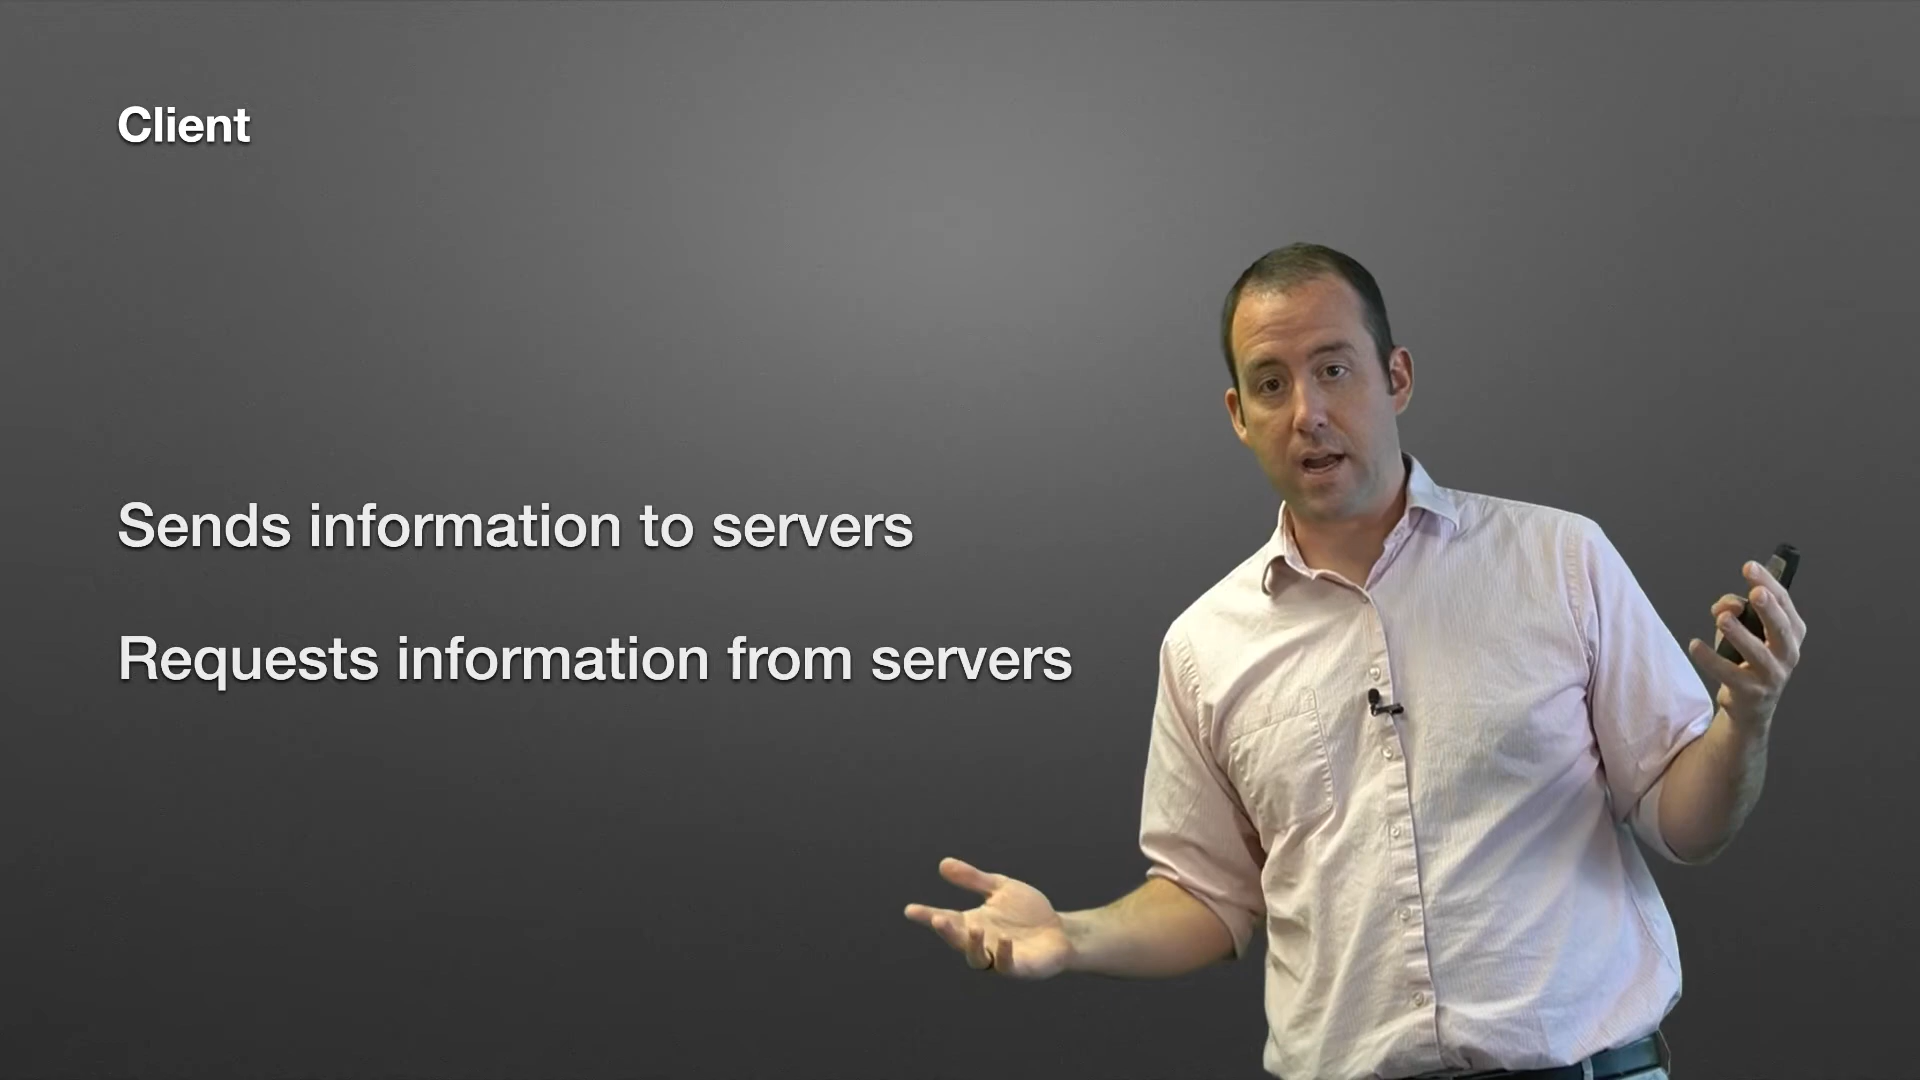 Client
Sends information to servers
Requests information from servers